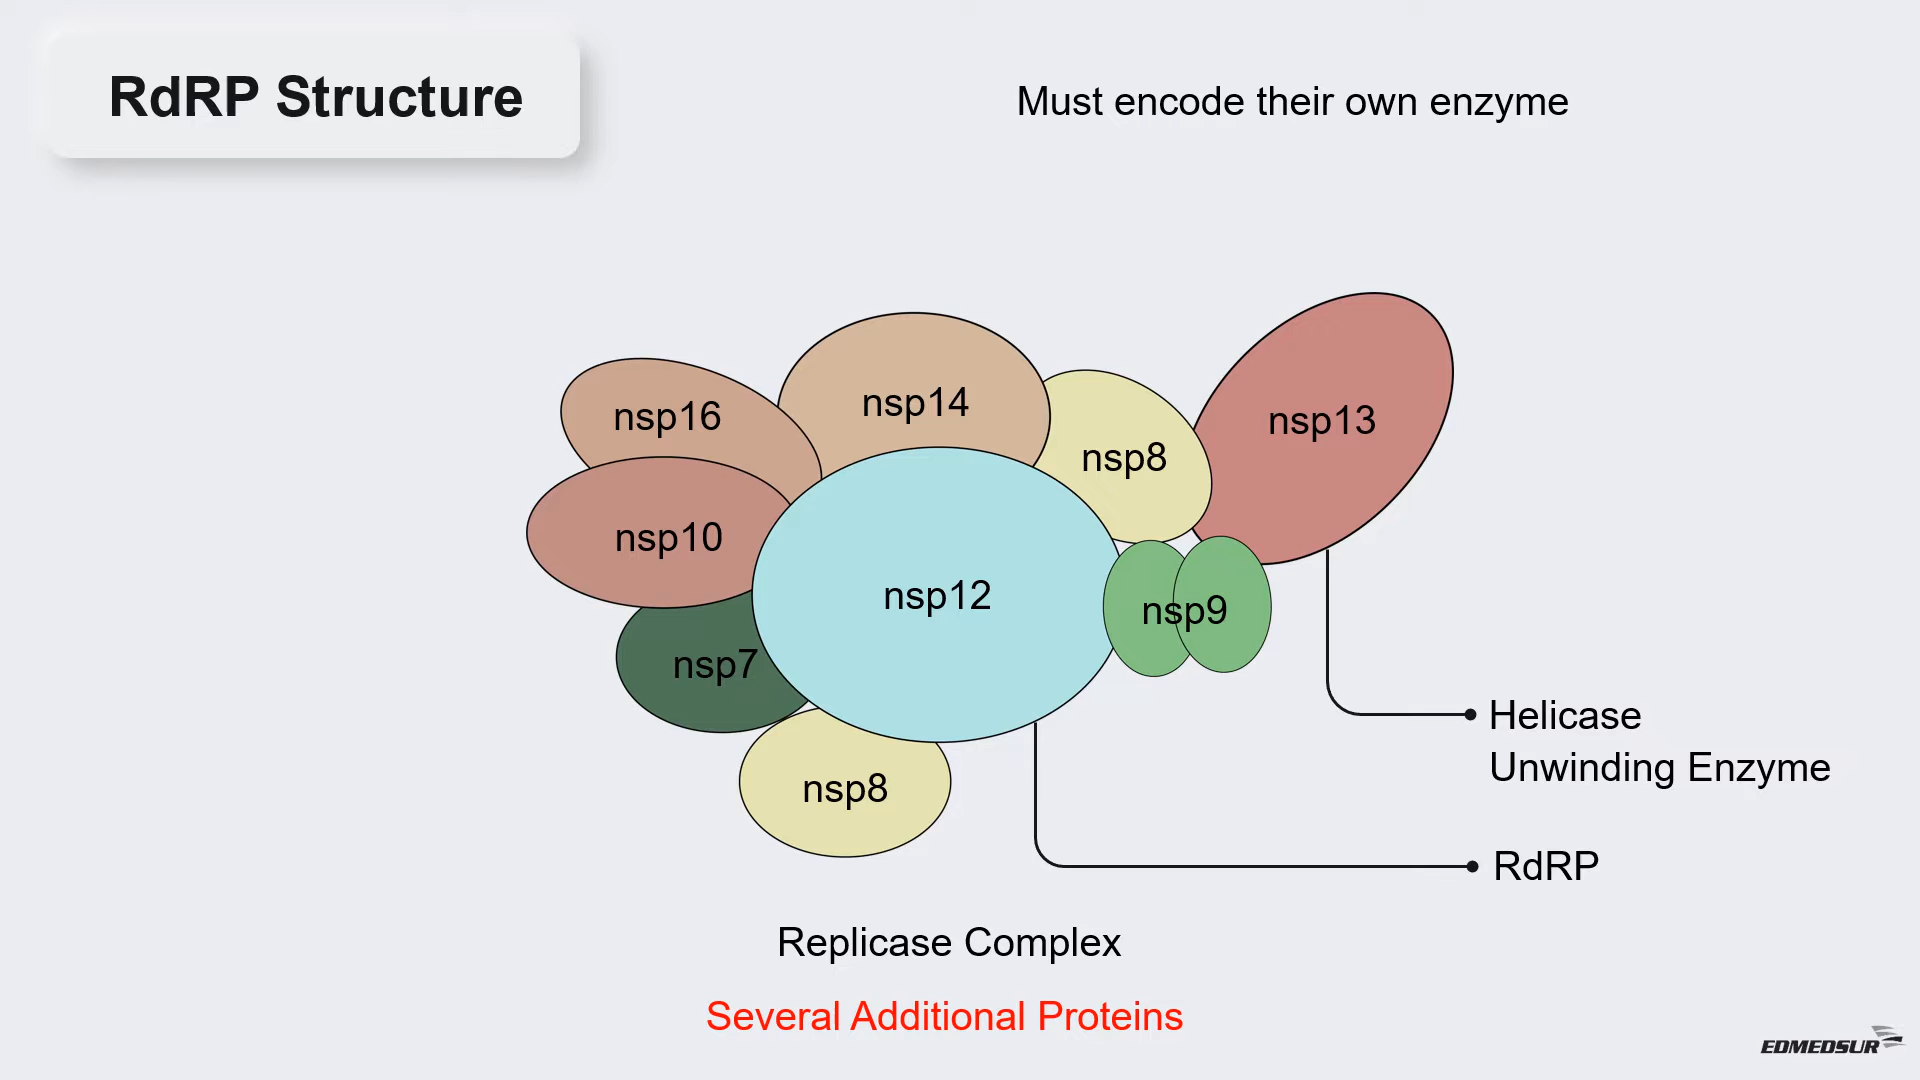 RdRP Structure
Must encode their own enzyme
nsp16
nsp14
nsp8
nsp13
nsp10
nsp12
nsp9
nsp7
nsp8
Helicase
Unwinding Enzyme
RdRP
Replicase Complex
Several Additional Proteins
EDMEDSUR